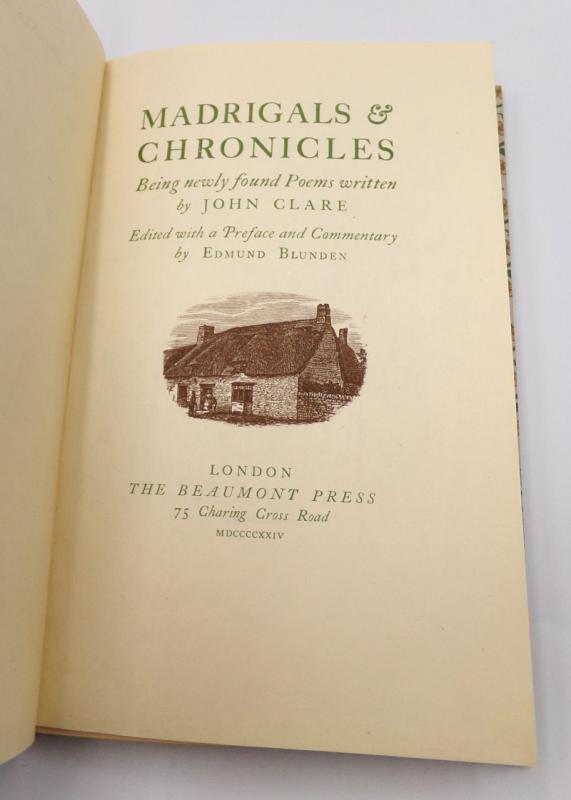 MADRIGALS &
CHRONICLES
Being newly found Poems written
by JOHN CLARE
Edited with a Preface and Commentary
by EDMUND BLUNDEN
LONDON
THE BEAUMONT PRESS
75 Charing Cross Road
MDCCCCXXIV